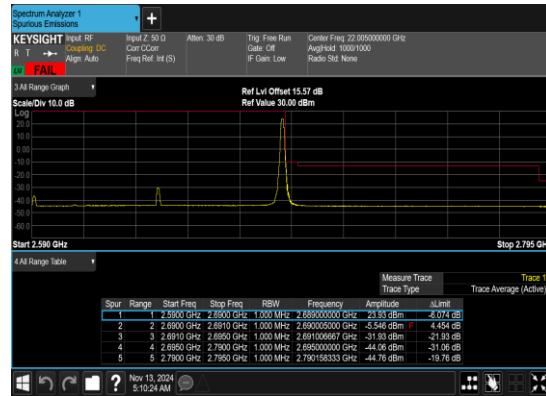 Spectrum Analyzer 1
Spurious Emissions
KEYSIGHT Input: RF Input Z: 50 Ω Atten: 30 dB Trig: Free Run Center Freq: 22.005000000 GHz
R T Coupling: DC Corr CCorr Gate: Off Avg|Hold: 1000/1000
Align: Auto Freq Ref: Int (S) IF Gain: Low Radio Std: None
FAIL
3 All Range Graph
Ref Lvl Offset 15.57 dB
Scale/Div 10.0 dB Ref Value 30.00 dBm
Log
20.0
10.0
0.00
-10.0
-20.0
-30.0
-40.0
-50.0
-60.0
Start 2.590 GHz Stop 2.795 GH
4 All Range Table
Measure Trace Trace 1
Trace Type Trace Average (Active)
Spur Range Start Freq Stop Freq RBW Frequency Amplitude ΔLimit
1 1 2.5900 GHz 2.6900 GHz 1.000 MHz 2.689000000 GHz 23.93 dBm -6.074 dB
2 2 2.6900 GHz 2.6910 GHz 1.000 MHz 2.690005000 GHz -5.546 dBm F 4.454 dB
3 3 2.6910 GHz 2.6950 GHz 1.000 MHz 2.691006667 GHz -31.93 dBm -21.93 dB
4 4 2.6950 GHz 2.7900 GHz 1.000 MHz 2.695000000 GHz -44.06 dBm -31.06 dB
5 5 2.7900 GHz 2.7950 GHz 1.000 MHz 2.790158333 GHz -44.76 dBm -19.76 dB
? Nov 13, 2024
5:10:24 AM